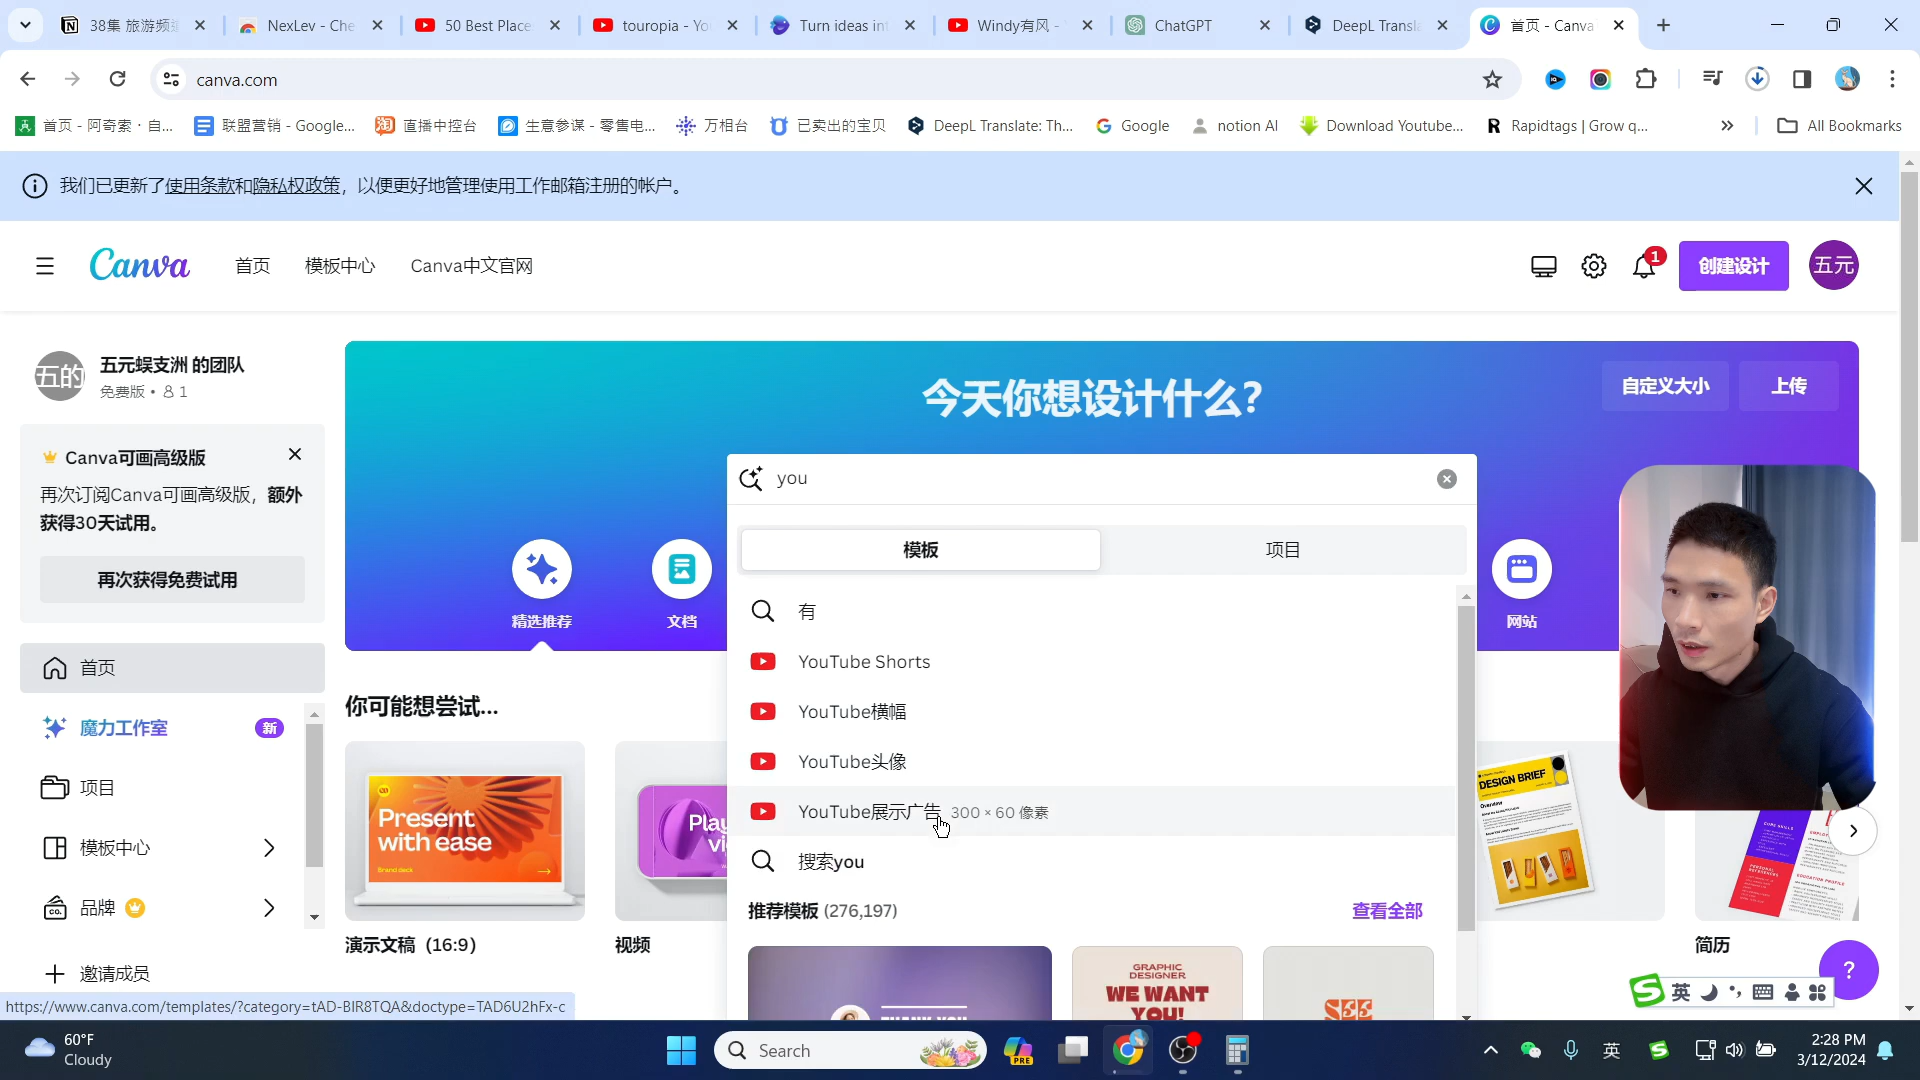 38集 旅游频道
NexLev - Che
50 Best Place
touropia - You
Turn ideas int
Windy有风 -
ChatGPT
DeepL Transla
首页 - Canva
canva.com
首页 - 阿奇索 · 自...
联盟营销 - Google...
直播中控台
生意参谋 - 零售电...
万相台
已卖出的宝贝
DeepL Translate: Th...
Google
notion AI
Download Youtube...
Rapidtags | Grow q...
All Bookmarks
我们已更新了使用条款和隐私权政策，以便更好地管理使用工作邮箱注册的帐户。
Canva
首页
模板中心
Canva中文官网
1
创建设计
五元
五的
五元蜈支洲 的团队
免费版 • 1
今天你想设计什么？
自定义大小
上传
Canva可画高级版
再次订阅Canva可画高级版，额外
获得30天试用。
再次获得免费试用
you
模板
项目
精选推荐
文档
网站
有
YouTube Shorts
YouTube横幅
YouTube头像
YouTube展示广告 300 × 60 像素
搜索you
推荐模板 (276,197)
查看全部
首页
魔力工作室
新
项目
模板中心
品牌
邀请成员
你可能想尝试...
Present
with ease
Brand deck
演示文稿（16:9）
Play
vi
视频
GRAPHIC
DESIGNER
WE WANT
YOU!
SEE
DESIGN BRIEF
Overview
CORE SKILLS
简历
?
英
https://www.canva.com/templates/?category=tAD-BIR8TQA&doctype=TAD6U2hFx-c
60°F
Cloudy
Search
PRE
英
2:28 PM
3/12/2024